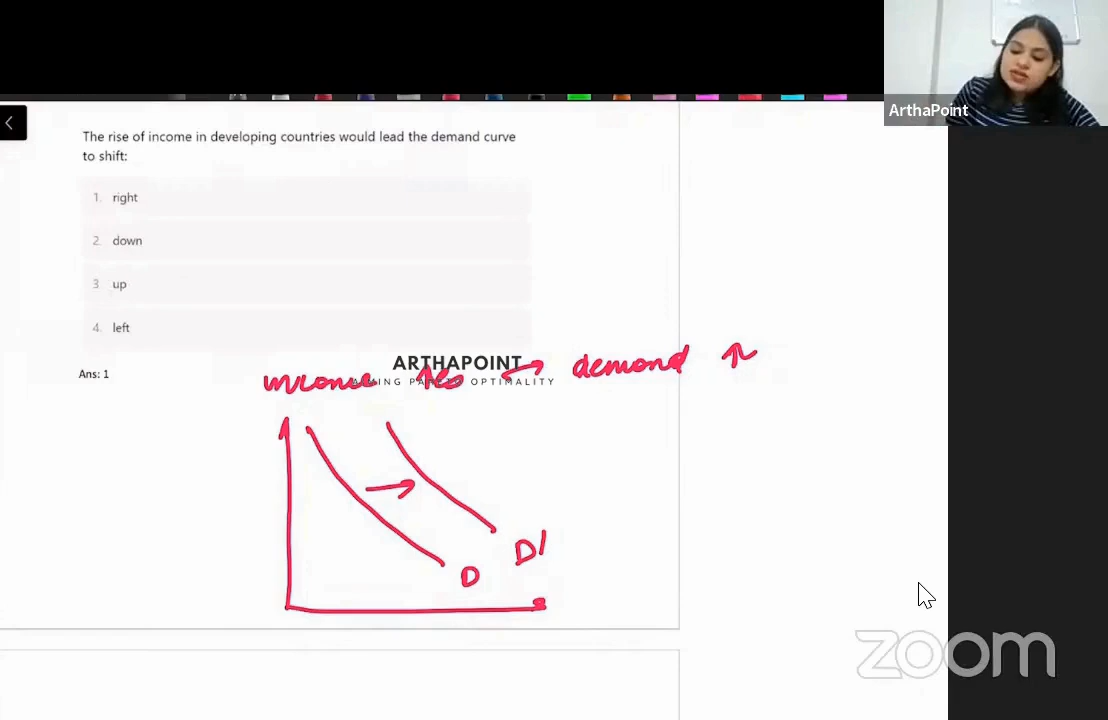 ArthaPoint
The rise of income in developing countries would lead the demand curve
to shift:
1. right
2. down
3. up
4. left
Ans: 1
ARTHAPOINT
income ↑es → demand ↑
D
D'
zoom